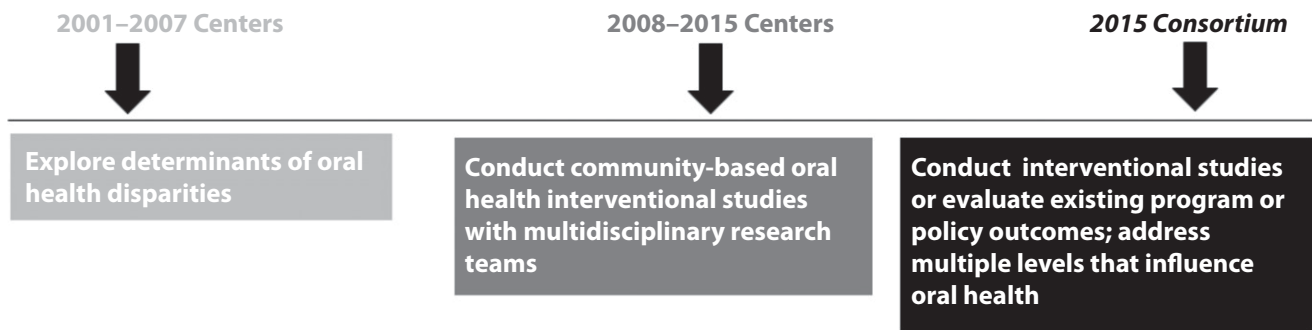 2001–2007 Centers
2008–2015 Centers
2015 Consortium
Explore determinants of oral
health disparities
Conduct community-based oral
health interventional studies
with multidisciplinary research
teams
Conduct interventional studies
or evaluate existing program or
policy outcomes; address
multiple levels that influence
oral health